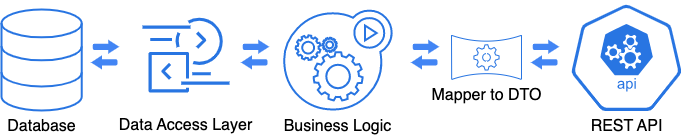 api
Database
Data Access Layer
Business Logic
Mapper to DTO
REST API